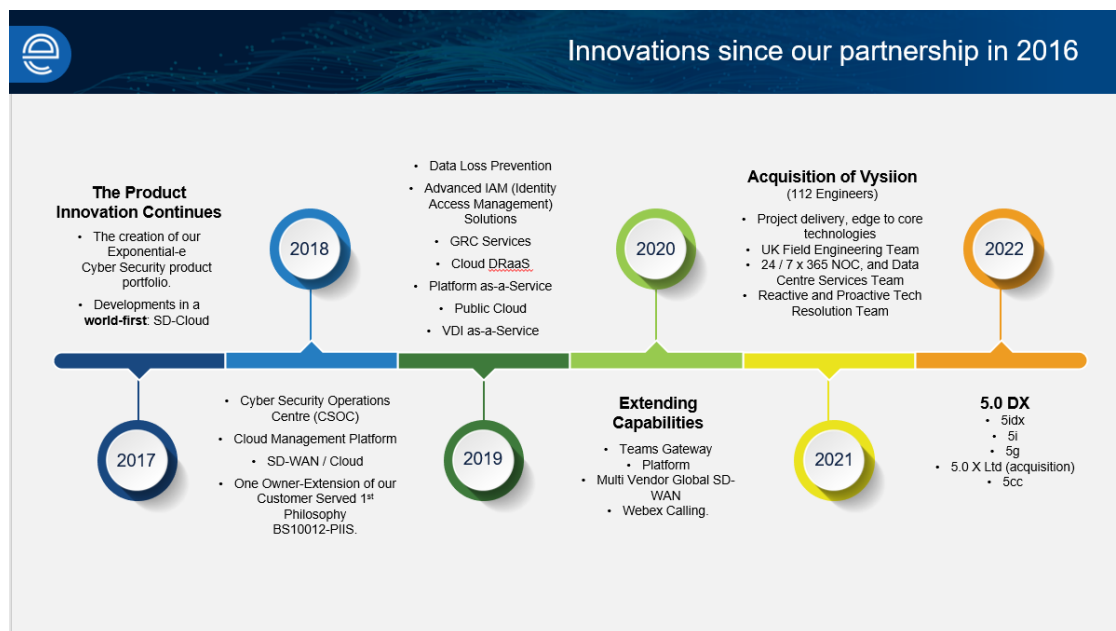 Innovations since our partnership in 2016
The Product
Innovation Continues
• The creation of our
Exponential-e
Cyber Security product
portfolio.
• Developments in a
world-first: SD-Cloud
2017
2018
• Cyber Security Operations
Centre (CSOC)
• Cloud Management Platform
• SD-WAN / Cloud
• One Owner-Extension of our
Customer Served 1st
Philosophy
BS10012-PIIS.
• Data Loss Prevention
• Advanced IAM (Identity
Access Management)
Solutions
• GRC Services
• Cloud DRaaS
• Platform as-a-Service
• Public Cloud
• VDI as-a-Service
2019
2020
Extending
Capabilities
• Teams Gateway
• Platform
• Multi Vendor Global SD-
WAN
• Webex Calling.
Acquisition of Vysiion
(112 Engineers)
• Project delivery, edge to core
technologies
• UK Field Engineering Team
• 24 / 7 x 365 NOC, and Data
Centre Services Team
• Reactive and Proactive Tech
Resolution Team
2021
2022
5.0 DX
• 5idx
• 5i
• 5g
• 5.0 X Ltd (acquisition)
• 5cc